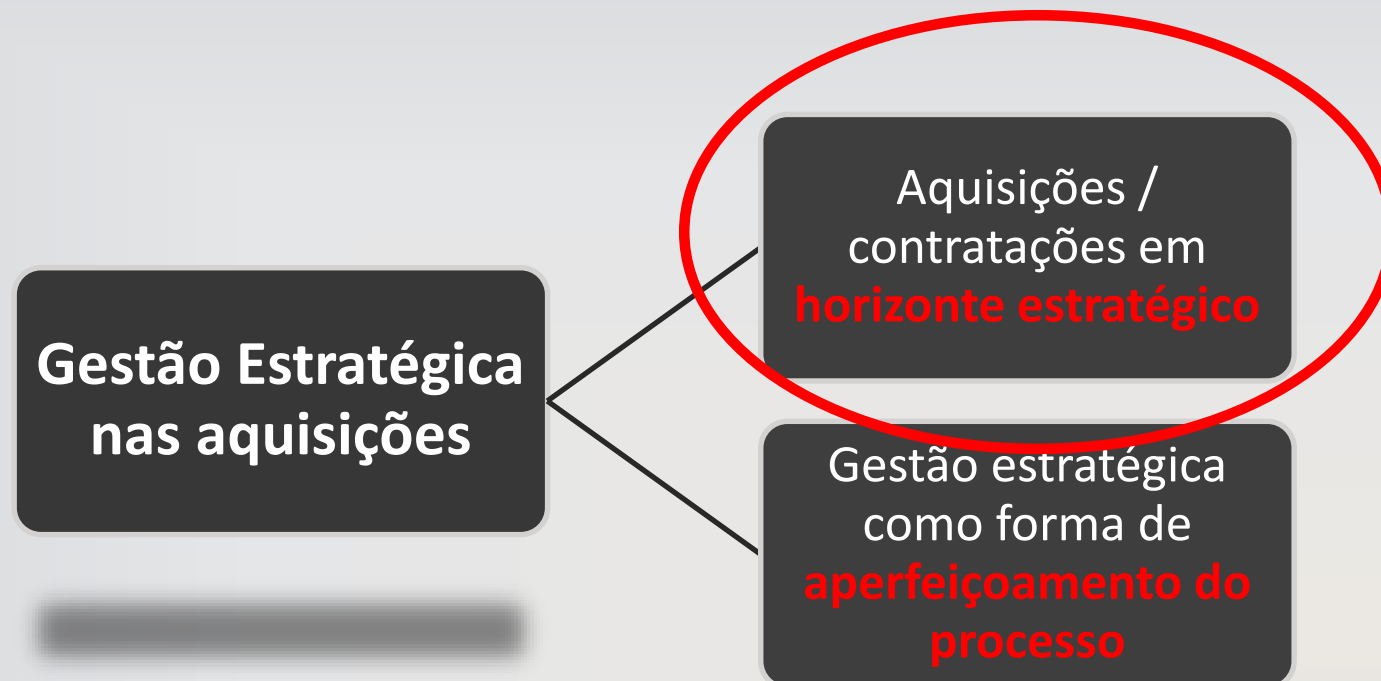 Gestão Estratégica
nas aquisições
Aquisições /
contratações em
horizonte estratégico
Gestão estratégica
como forma de
aperfeiçoamento do
processo